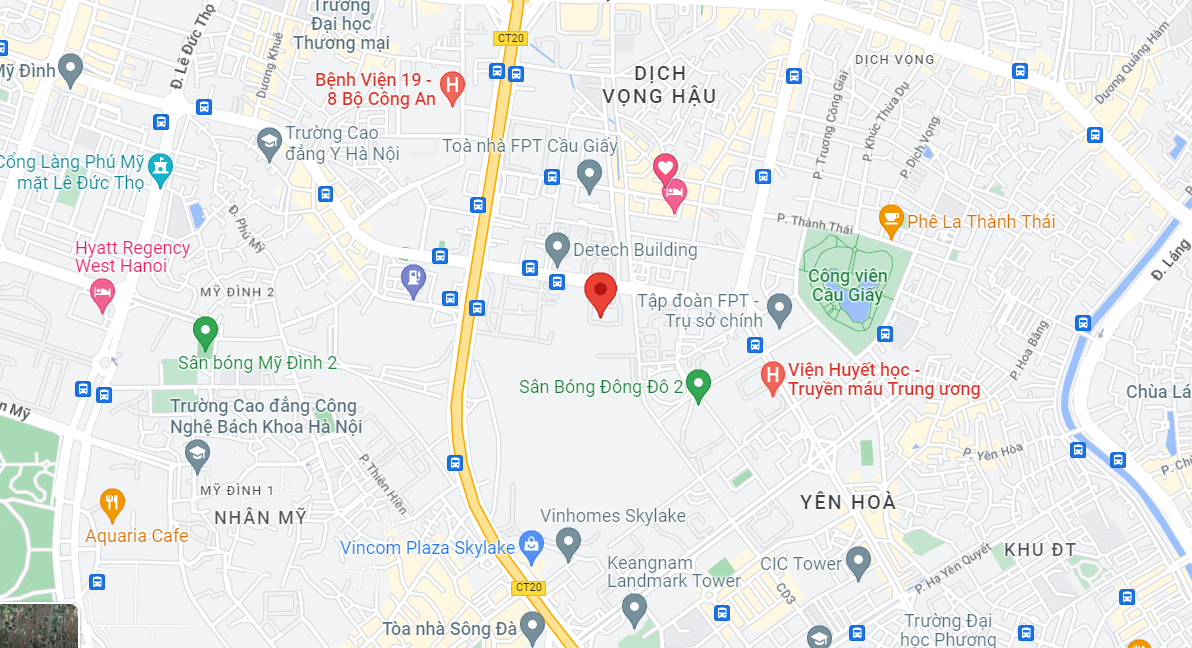 Trường
Đại học
Thương mại
Đ. Lê Đức Thọ
Dương Khuê
CT20
Mỹ Đình
Bệnh Viện 19 -
8 Bộ Công An
DỊCH
VỌNG HẬU
DỊCH VỌNG
Dương Quảng Hàm
P. Trương Công Giai
P. Khúc Thừa Dụ
P. Dịch Vọng
Trường Cao
đẳng Y Hà Nội
Toà nhà FPT Cầu Giấy
Cổng Làng Phú Mỹ
mặt Lê Đức Thọ
Đ. Phú Mỹ
P. Thành Thái
Phê La Thành Thái
Hyatt Regency
West Hanoi
Detech Building
Đ. Láng
Công viên
Cầu Giấy
MỸ ĐÌNH 2
Tập đoàn FPT -
Trụ sở chính
P. Hoa Bằng
Sân bóng Mỹ Đình 2
Sân Bóng Đông Đô 2
Viện Huyết học -
Truyền máu Trung ương
Chùa Lá
Trường Cao đẳng Công
Nghệ Bách Khoa Hà Nội
P. Yên Hòa
P. Thiên Hiền
MỸ ĐÌNH 1
NHÂN MỸ
YÊN HOÀ
Aquaria Cafe
Vinhomes Skylake
Vincom Plaza Skylake
Keangnam
Landmark Tower
CIC Tower
KHU ĐT
P. Hạ Yên Quyết
CT20
CD3
Tòa nhà Sông Đà
Trường Đại
học Phương